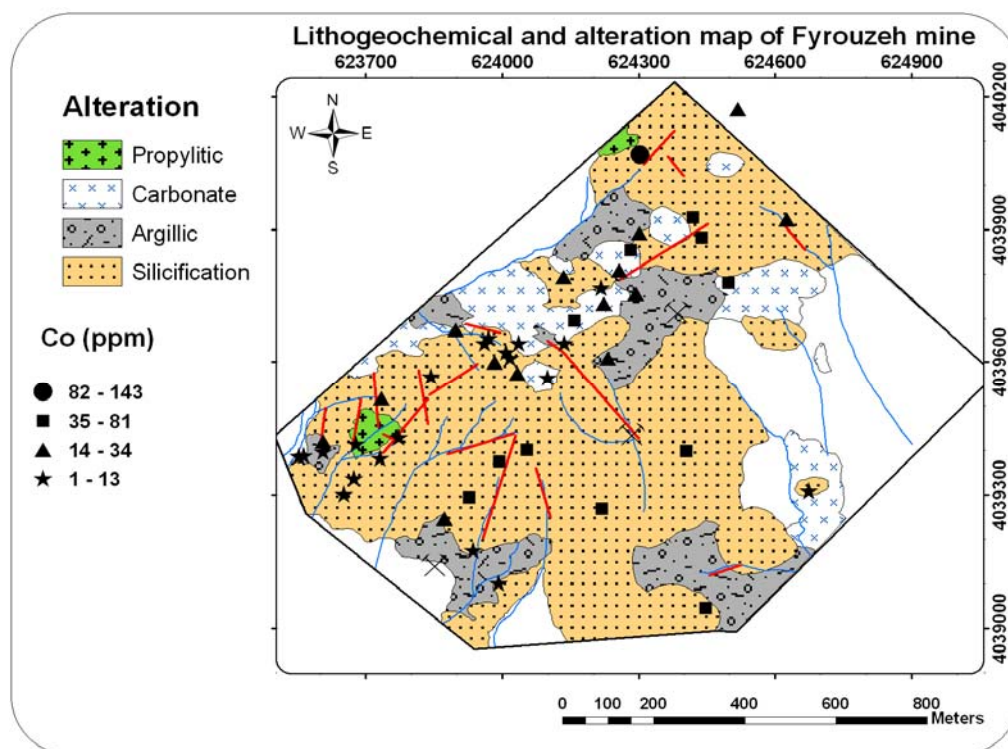 Lithogeochemical and alteration map of Fyrouzeh mine
623700 624000 624300 624600 624900
Alteration
Propylitic
Carbonate
Argillic
Silicification
Co (ppm)
82 - 143
35 - 81
14 - 34
1 - 13
N
W E
S
4040200
4039900
4039600
4039300
4039000
0 100 200 400 600 800
Meters